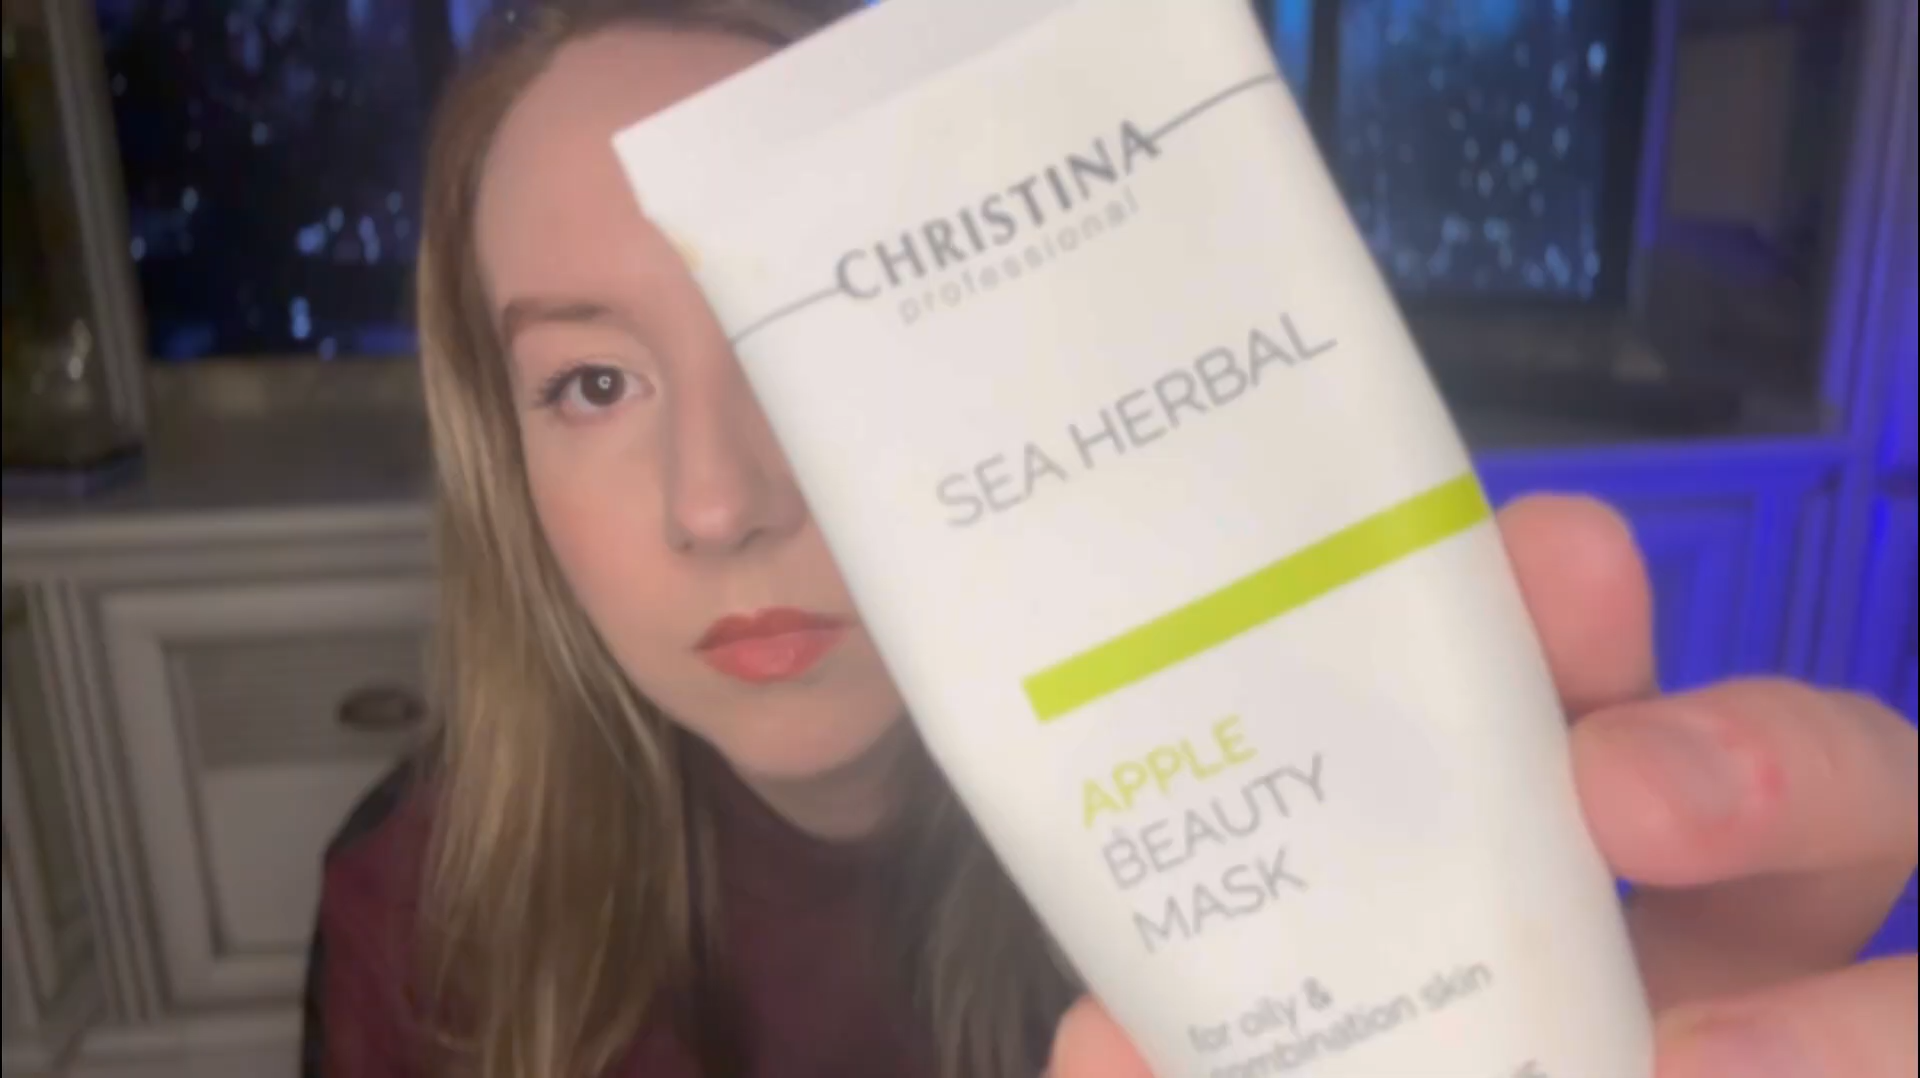 CHRISTINA
professional
SEA HERBAL
APPLE
BEAUTY
MASK
for oily &
combination skin